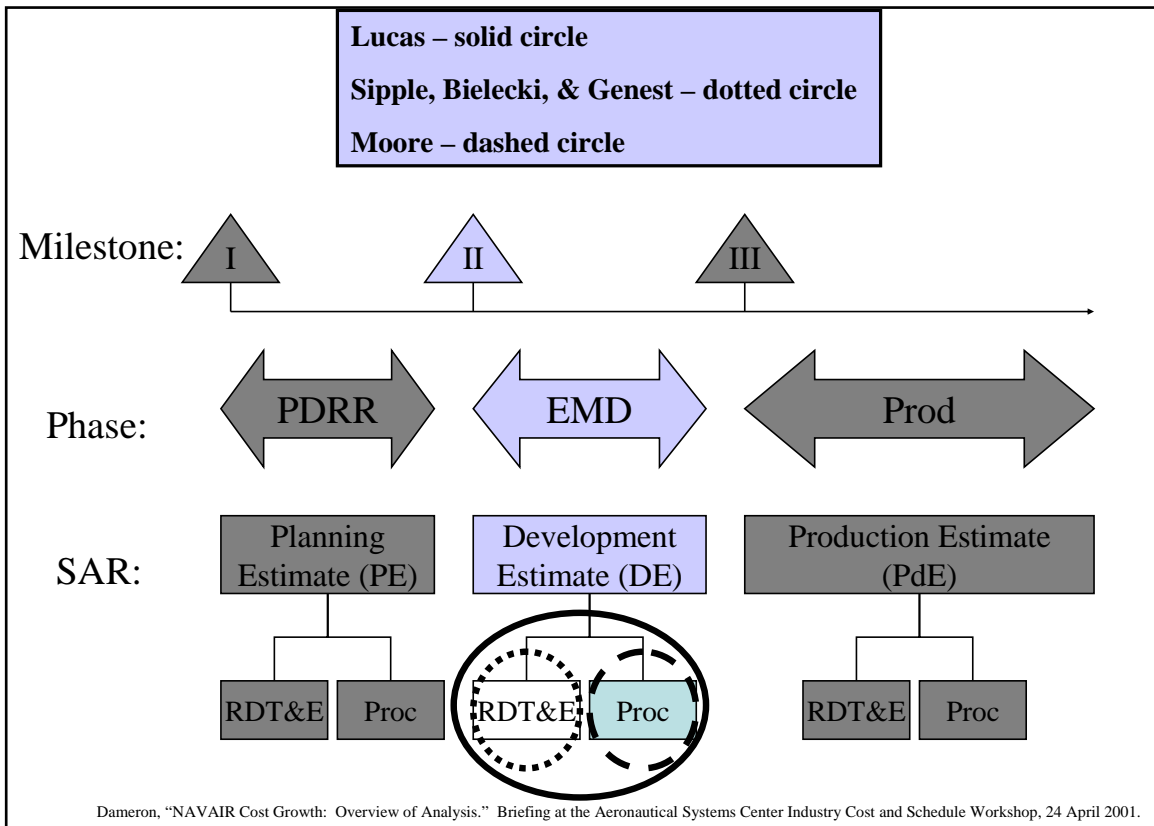 Lucas – solid circle
Sipple, Bielecki, & Genest – dotted circle
Moore – dashed circle
Milestone:
I
II
III
Phase:
PDRR
EMD
Prod
SAR:
Planning
Estimate (PE)
Development
Estimate (DE)
Production Estimate
(PdE)
RDT&E
Proc
RDT&E
Proc
RDT&E
Proc
Dameron, “NAVAIR Cost Growth: Overview of Analysis.” Briefing at the Aeronautical Systems Center Industry Cost and Schedule Workshop, 24 April 2001.